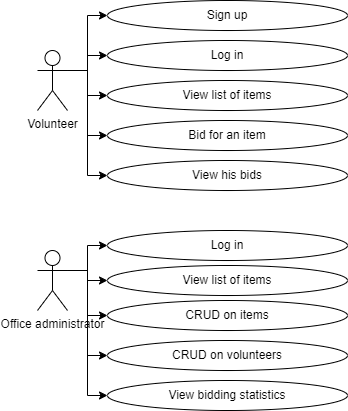 Sign up
Log in
View list of items
Volunteer
Bid for an item
View his bids
Log in
View list of items
Office administrator
CRUD on items
CRUD on volunteers
View bidding statistics